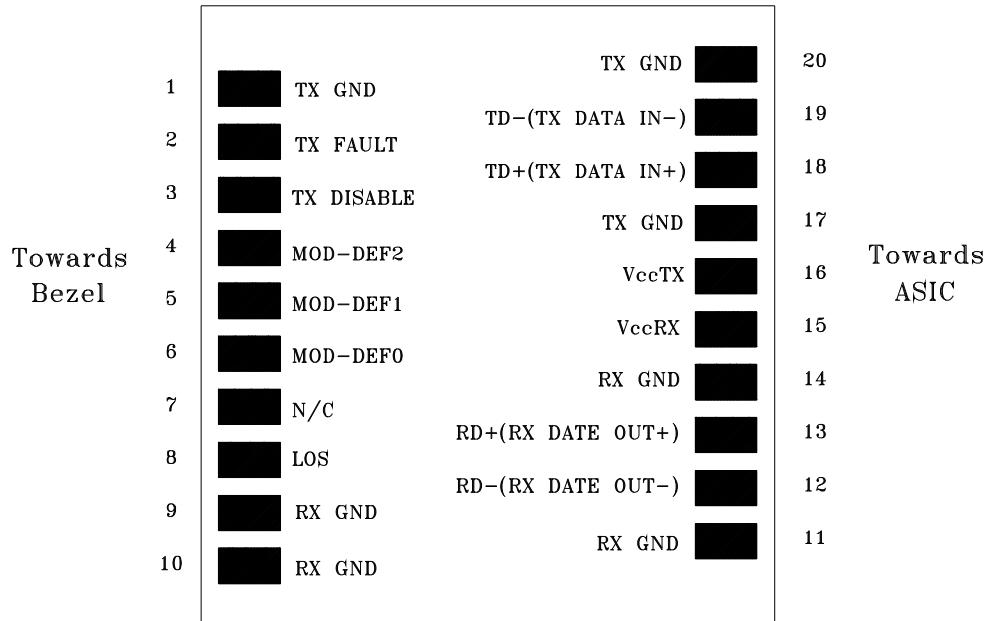 1 TX GND
2 TX FAULT
3 TX DISABLE
4 MOD-DEF2
5 MOD-DEF1
6 MOD-DEF0
7 N/C
8 LOS
9 RX GND
10 RX GND
Towards
Bezel
TX GND 20
TD-(TX DATA IN-) 19
TD+(TX DATA IN+) 18
TX GND 17
VccTX 16
VccRX 15
RX GND 14
RD+(RX DATE OUT+) 13
RD-(RX DATE OUT-) 12
RX GND 11
Towards
ASIC